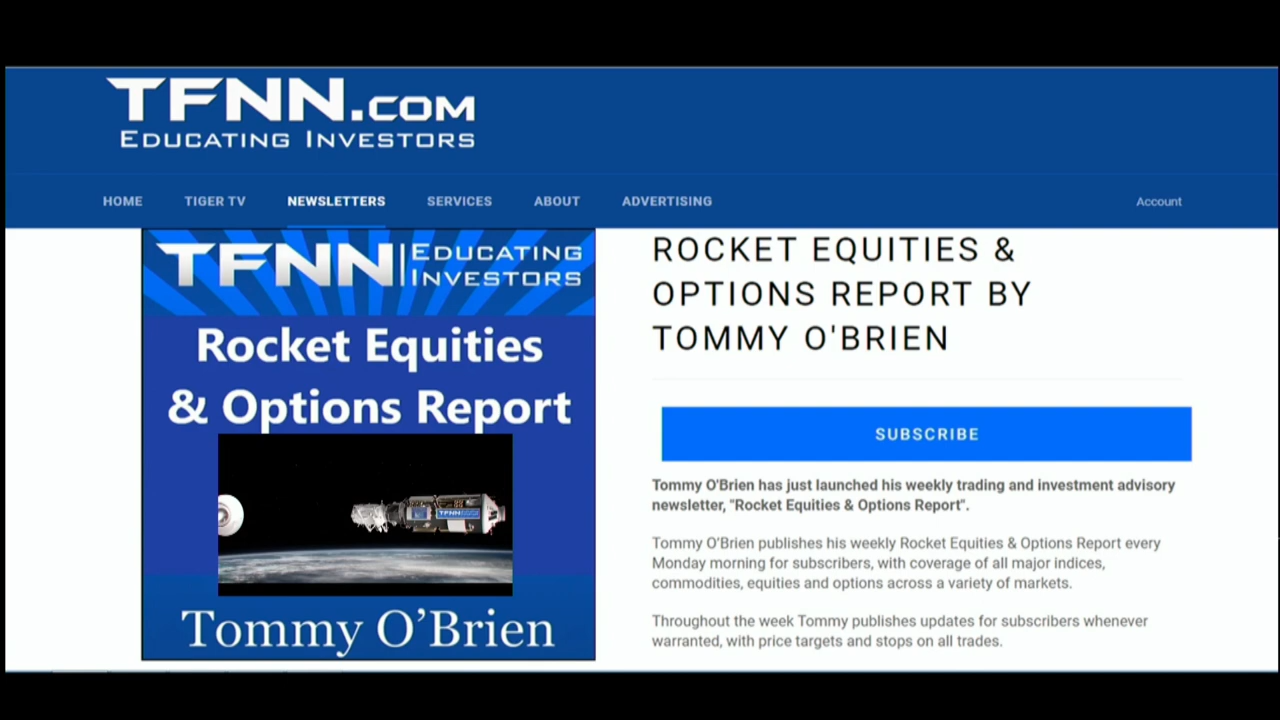 TFNN.COM
EDUCATING INVESTORS
HOME TIGER TV NEWSLETTERS SERVICES ABOUT ADVERTISING Account
TFNN EDUCATING
INVESTORS
Rocket Equities
& Options Report
TFNN
Tommy O’Brien
ROCKET EQUITIES &
OPTIONS REPORT BY
TOMMY O'BRIEN
SUBSCRIBE
Tommy O'Brien has just launched his weekly trading and investment advisory
newsletter, "Rocket Equities & Options Report".
Tommy O’Brien publishes his weekly Rocket Equities & Options Report every
Monday morning for subscribers, with coverage of all major indices,
commodities, equities and options across a variety of markets.
Throughout the week Tommy publishes updates for subscribers whenever
warranted, with price targets and stops on all trades.